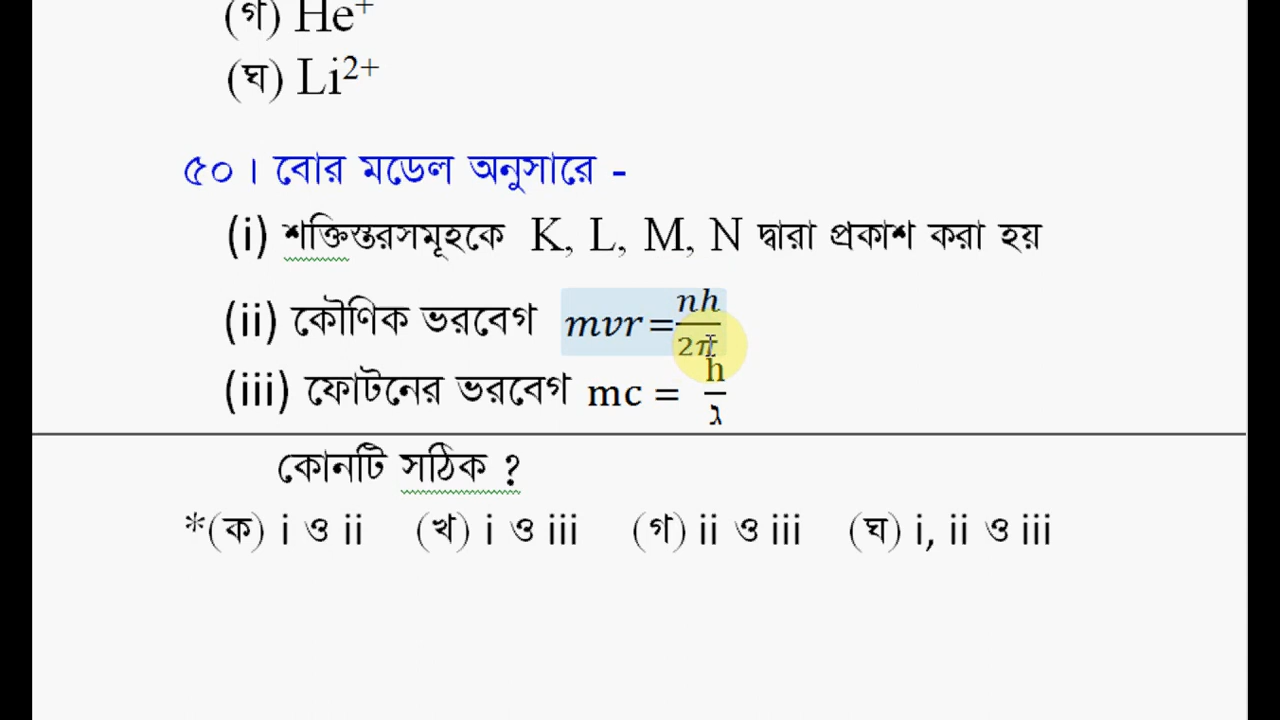 (গ) He⁺
(ঘ) Li²⁺
৫০। বোর মডেল অনুসারে -
(i) শক্তিস্তরসমূহকে K, L, M, N দ্বারা প্রকাশ করা হয়
(ii) কৌণিক ভরবেগ mvr = nh/2π
(iii) ফোটনের ভরবেগ mc = h/λ
কোনটি সঠিক ?
*(ক) i ও ii (খ) i ও iii (গ) ii ও iii (ঘ) i, ii ও iii